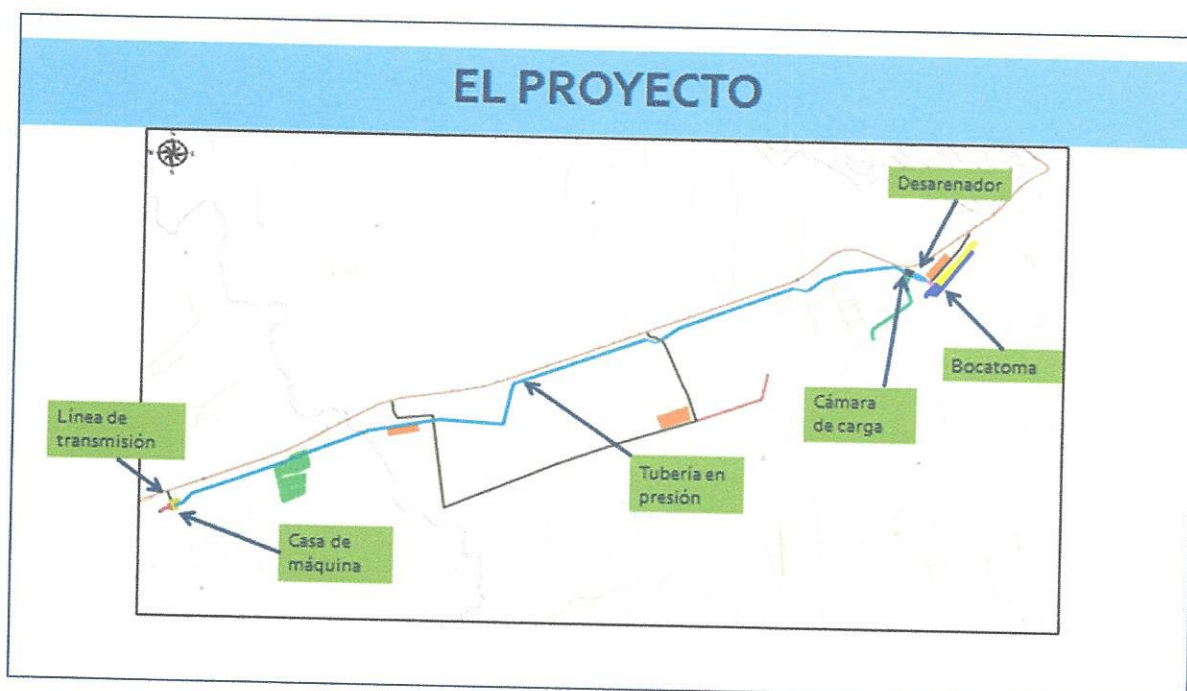 EL PROYECTO
Desarenador
Bocatoma
Cámara
de carga
Línea de
transmisión
Tubería en
presión
Casa de
máquina